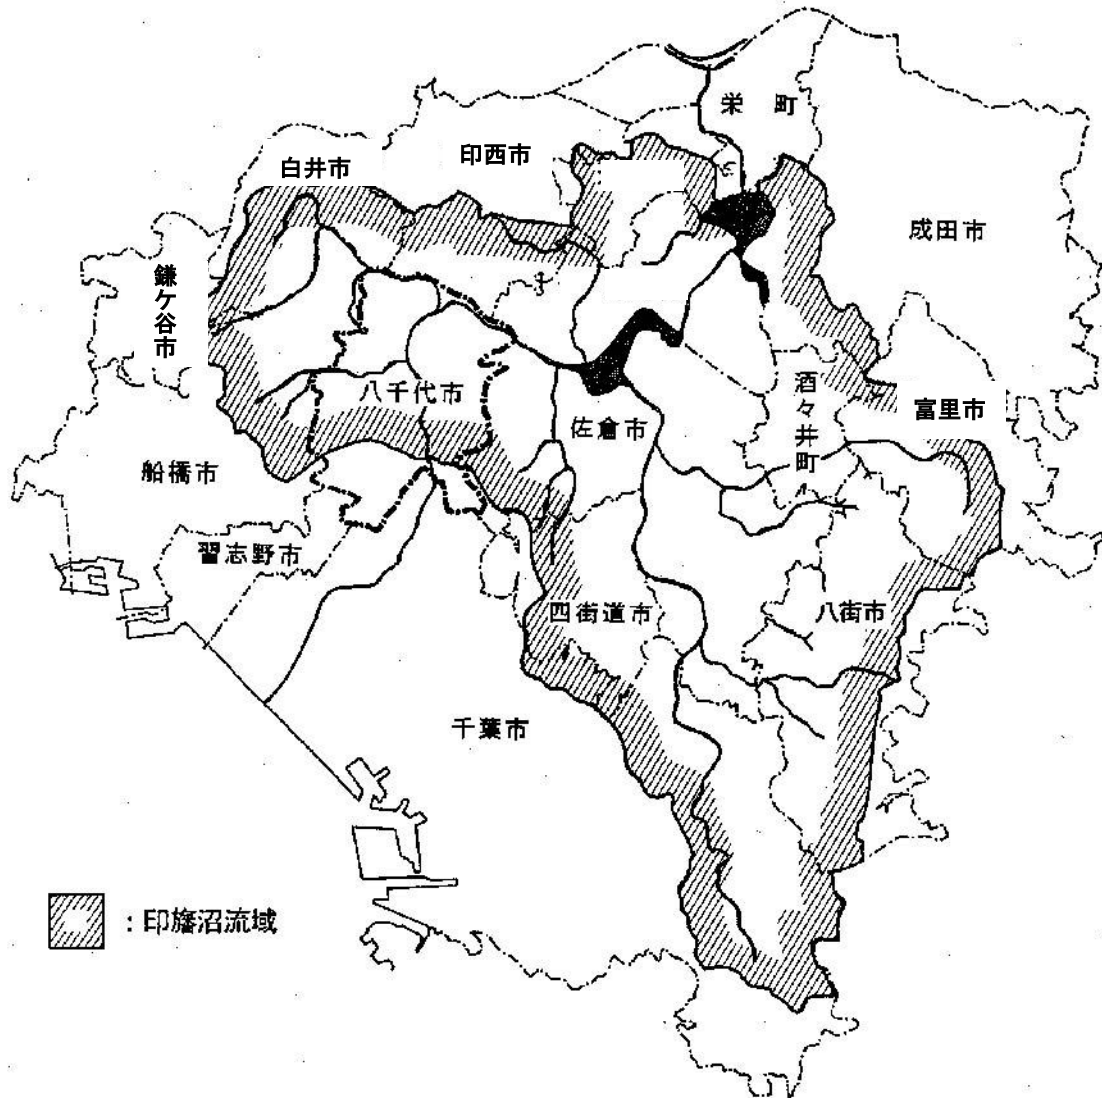 栄 町
印西市
白井市
成田市
鎌ケ谷市
八千代市
酒々井町
富里市
佐倉市
船橋市
習志野市
四街道市
八街市
千葉市
：印旛沼流域